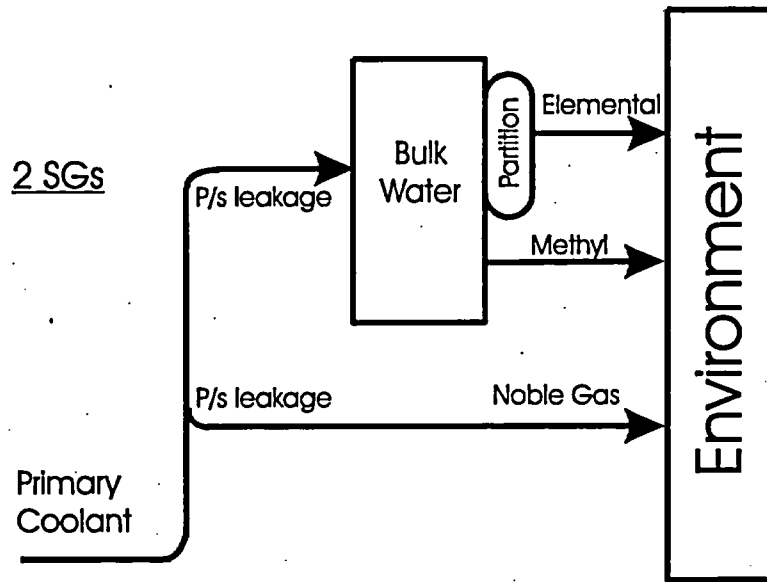 2 SGs
P/s leakage
Bulk
Water
Partition
Elemental
Methyl
P/s leakage
Noble Gas
Primary
Coolant
Environment